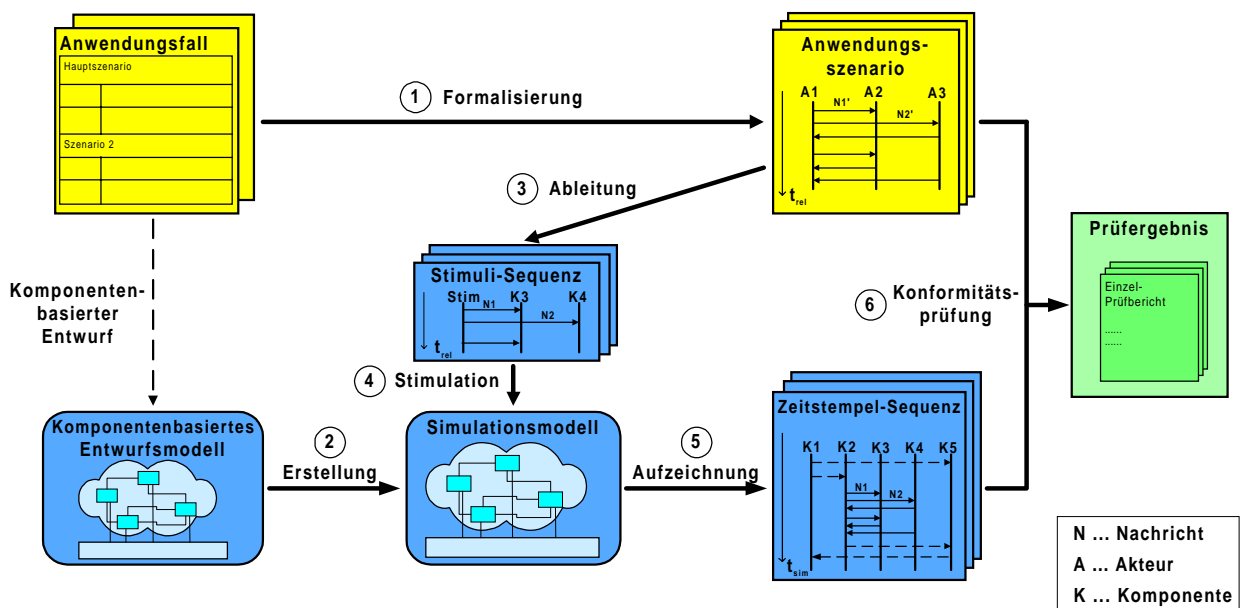 Anwendungsfall
Hauptszenario
Szenario 2
1 Formalisierung
Anwendungs-
szenario
A1 A2 A3
N1'
N2'
t rel
3 Ableitung
Stimuli-Sequenz
Stim K3 K4
N1
N2
t rel
Komponenten-
basierter
Entwurf
4 Stimulation
6 Konformitäts-
prüfung
Prüfergebnis
Einzel-
Prüfbericht
......
......
Komponentenbasiertes
Entwurfsmodell
2
Erstellung
Simulationsmodell
5
Aufzeichnung
Zeitstempel-Sequenz
K1 K2 K3 K4 K5
N1
N2
t sim
N ... Nachricht
A ... Akteur
K ... Komponente